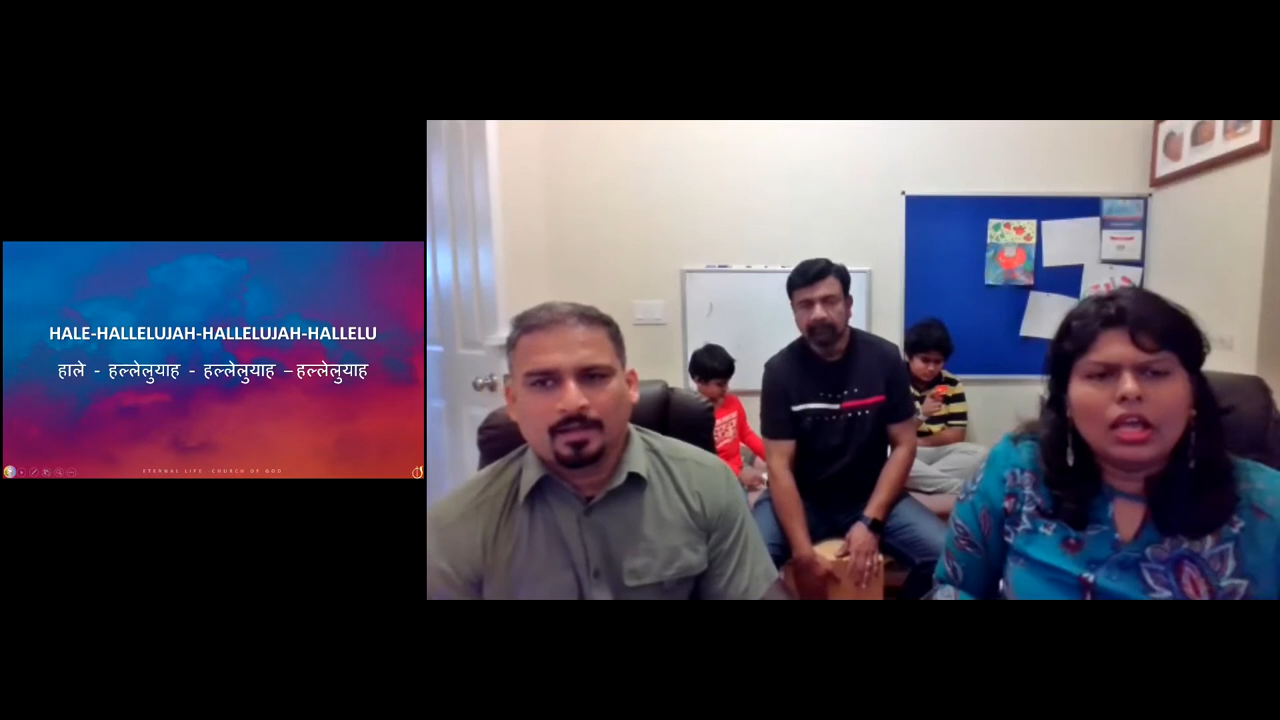 HALE-HALLELUJAH-HALLELUJAH-HALLELU
हाले - हल्लेलुयाह - हल्लेलुयाह – हल्लेलुयाह
ETERNAL LIFE CHURCH OF GOD